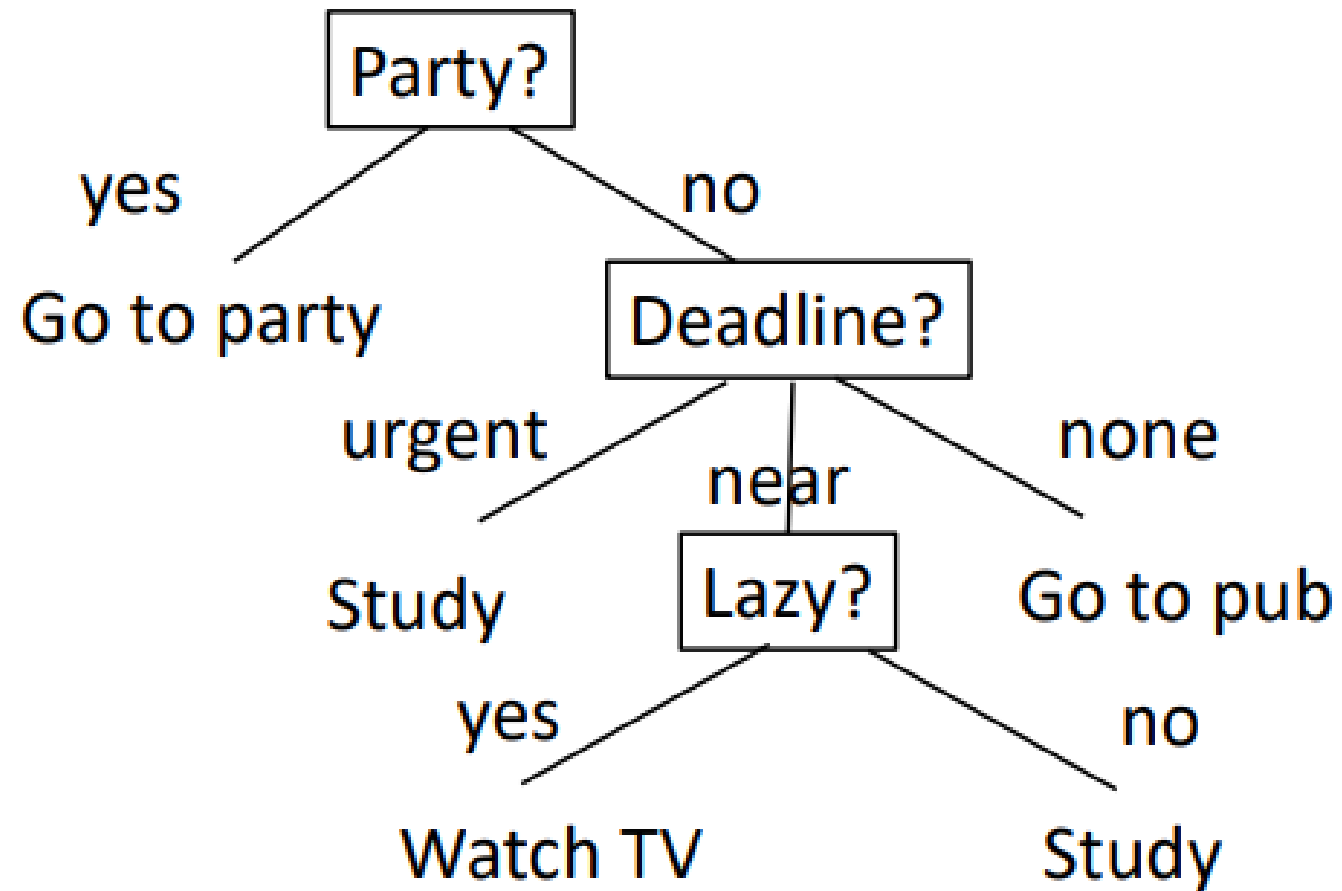 Party?
yes
no
Go to party
Deadline?
urgent
near
none
Study
Lazy?
Go to pub
yes
no
Watch TV
Study